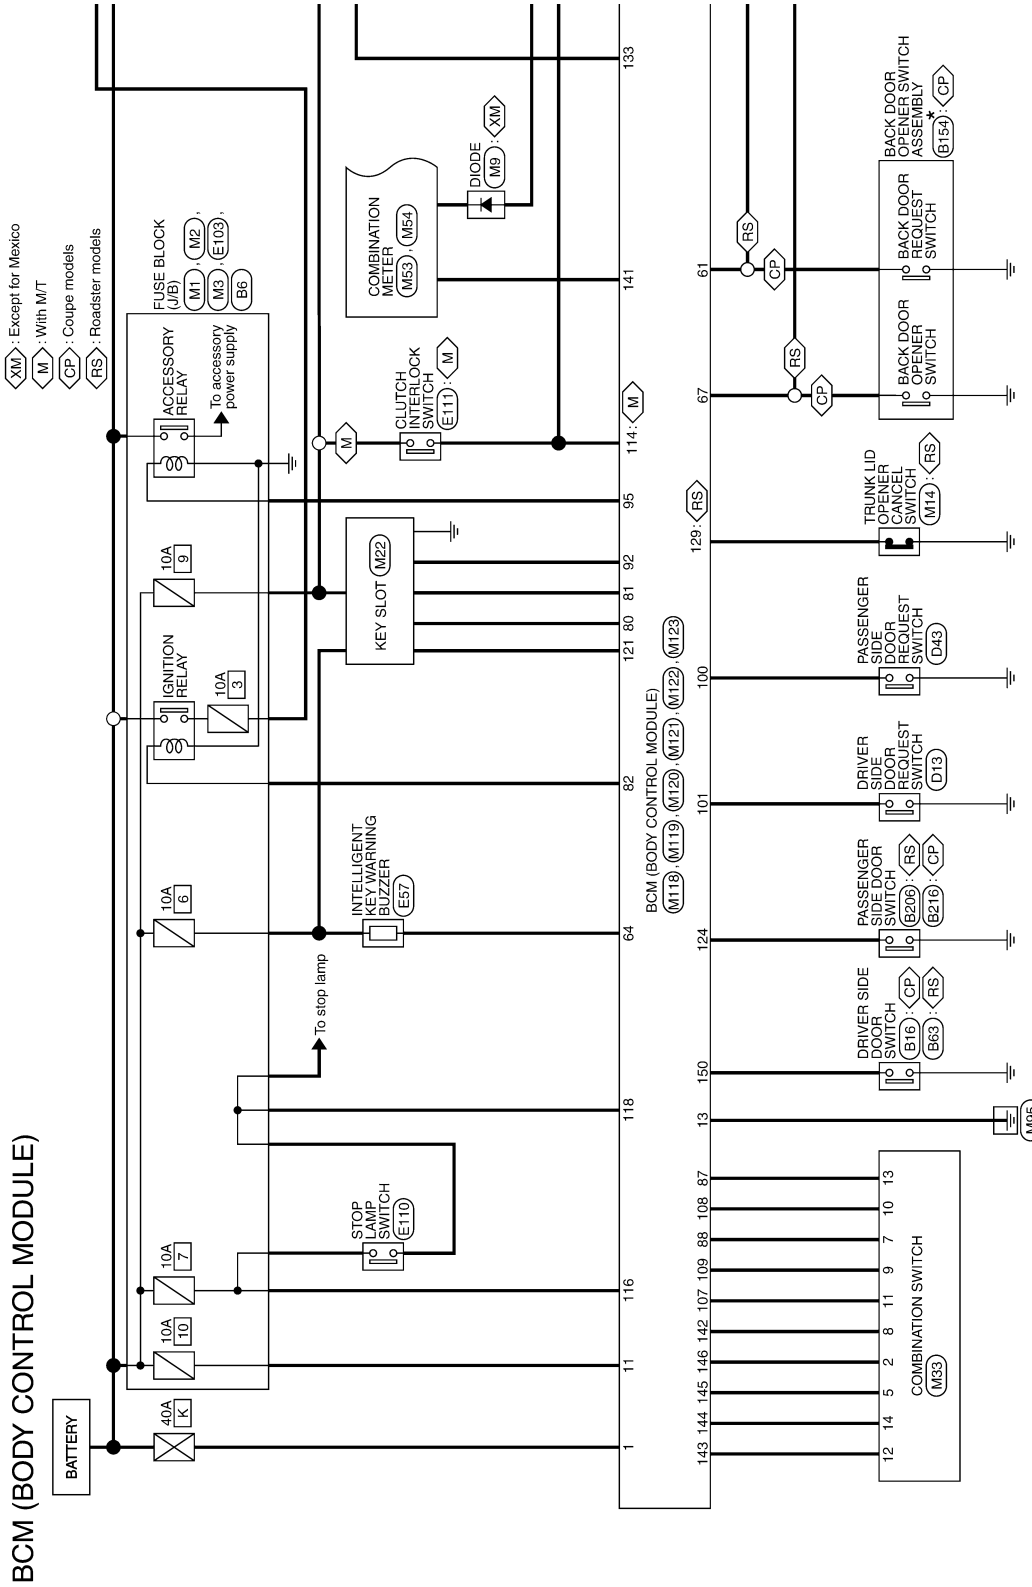 BCM (BODY CONTROL MODULE)
XM : Except for Mexico
M : With M/T
CP : Coupe models
RS : Roadster models
BATTERY
40A
K
10A
10
10A
7
10A
6
IGNITION
RELAY
10A
3
10A
9
ACCESSORY
RELAY
To accessory
power supply
FUSE BLOCK
(J/B)
M1 , M2 ,
M3 , E103 ,
B6
STOP
LAMP
SWITCH
E110
To stop lamp
INTELLIGENT
KEY WARNING
BUZZER
E57
KEY SLOT M22
M
CLUTCH
INTERLOCK
SWITCH
E111 : M
COMBINATION
METER
M53 , M54
DIODE
M9 : XM
1
11
116
118
64
82
121
80
81
92
95
114 : M
141
133
BCM (BODY CONTROL MODULE)
M118 , M119 , M120 , M121 , M122 , M123
143
144
145
146
142
107
109
88
108
87
13
150
124
101
100
129 : RS
67
61
12
14
5
2
8
11
9
7
10
13
COMBINATION SWITCH
M33
M95
DRIVER SIDE
DOOR
SWITCH
B16 : CP
B63 : RS
PASSENGER
SIDE DOOR
SWITCH
B206 : RS
B216 : CP
DRIVER
SIDE
DOOR
REQUEST
SWITCH
D13
PASSENGER
SIDE
DOOR
REQUEST
SWITCH
D43
TRUNK LID
OPENER
CANCEL
SWITCH
M14 : RS
RS
CP
RS
CP
BACK DOOR
OPENER
SWITCH
BACK DOOR
REQUEST
SWITCH
BACK DOOR
OPENER SWITCH
ASSEMBLY
B154 * : CP